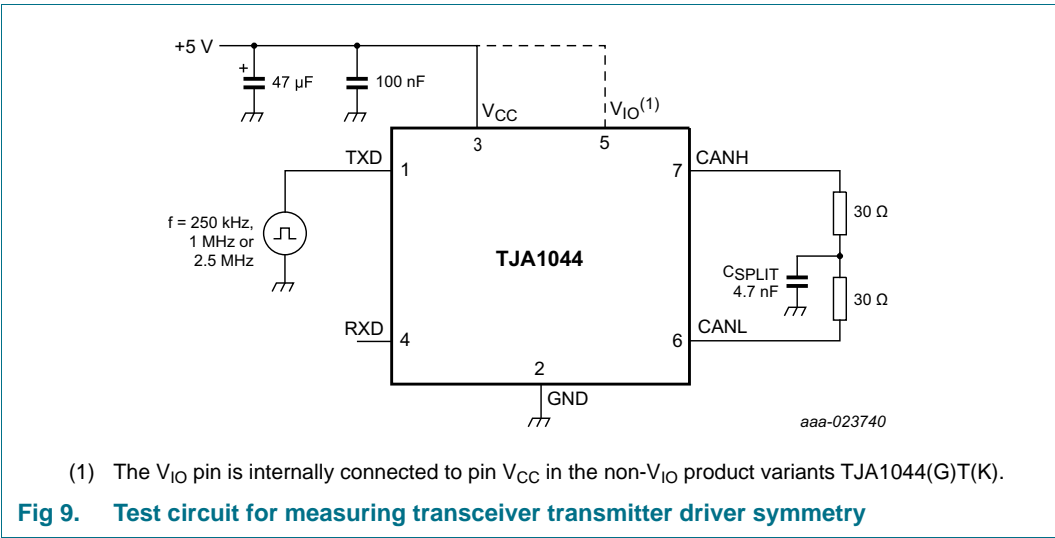 +5 V
+
47 µF
100 nF
VCC
VIO(1)
3
5
TXD
1
7
CANH
f = 250 kHz,
1 MHz or
2.5 MHz
30 Ω
TJA1044
CSPLIT
4.7 nF
30 Ω
RXD
4
6
CANL
2
GND
aaa-023740
(1) The VIO pin is internally connected to pin VCC in the non-VIO product variants TJA1044(G)T(K).
Fig 9. Test circuit for measuring transceiver transmitter driver symmetry